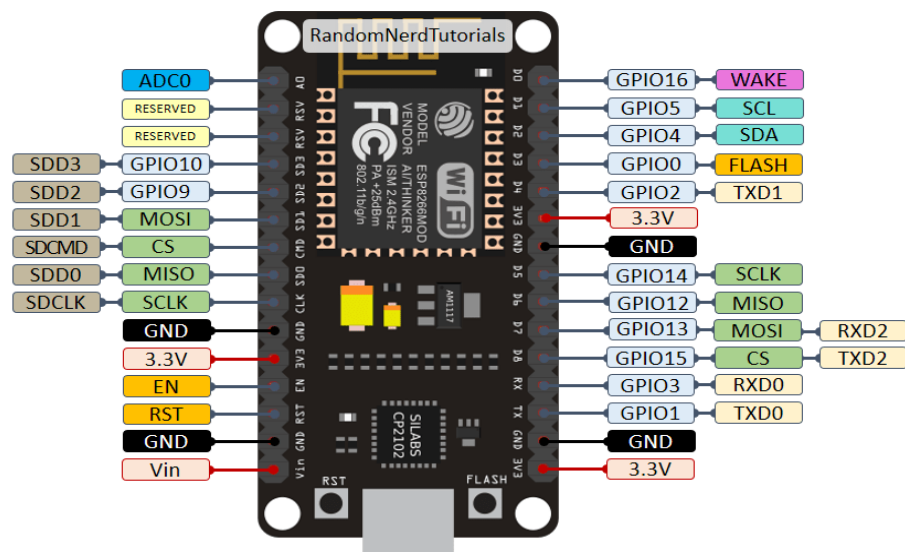 RandomNerdTutorials
ADC0 A0
RESERVED RSV
RESERVED RSV
SDD3 GPIO10 SD3
SDD2 GPIO9 SD2
SDD1 MOSI SD1
SDCMD CS CMD
SDD0 MISO SD0
SDCLK SCLK CLK
GND GND
3.3V 3V3
EN EN
RST RST
GND GND
Vin Vin
D0 GPIO16 WAKE
D1 GPIO5 SCL
D2 GPIO4 SDA
D3 GPIO0 FLASH
D4 GPIO2 TXD1
3V3 3.3V
GND GND
D5 GPIO14 SCLK
D6 GPIO12 MISO
D7 GPIO13 MOSI RXD2
D8 GPIO15 CS TXD2
RX GPIO3 RXD0
TX GPIO1 TXD0
GND GND
3V3 3.3V
MODEL
VENDOR
ESP8266MOD
AI/THINKER
ISM 2.4GHz
PA +25dBm
802.11b/g/n
FC
Wi Fi
AM1117
SILABS
CP2102
RST
FLASH